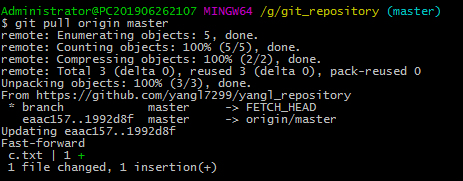 Administrator@PC201906262107 MINGW64 /g/git_repository (master)
$ git pull origin master
remote: Enumerating objects: 5, done.
remote: Counting objects: 100% (5/5), done.
remote: Compressing objects: 100% (2/2), done.
remote: Total 3 (delta 0), reused 3 (delta 0), pack-reused 0
Unpacking objects: 100% (3/3), done.
From https://github.com/yangl7299/yangl_repository
 * branch            master     -> FETCH_HEAD
   eaac157..1992d8f  master     -> origin/master
Updating eaac157..1992d8f
Fast-forward
 c.txt | 1 +
 1 file changed, 1 insertion(+)